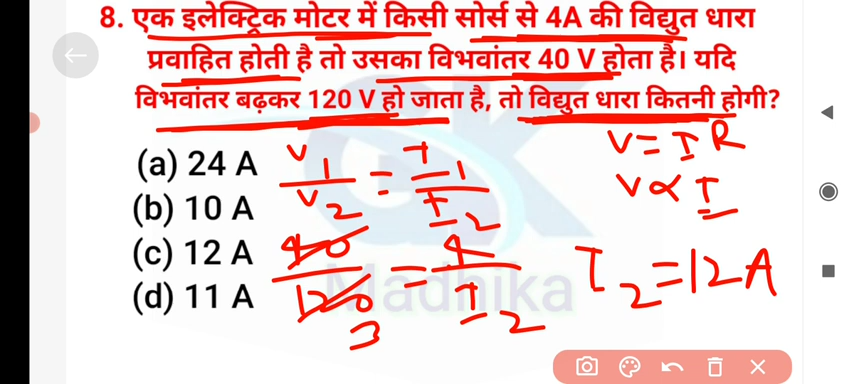 8. एक इलेक्ट्रिक मोटर में किसी सोर्स से 4A की विद्युत धारा
प्रवाहित होती है तो उसका विभवांतर 40 V होता है। यदि
विभवांतर बढ़कर 120 V हो जाता है, तो विद्युत धारा कितनी होगी?
(a) 24 A
(b) 10 A
(c) 12 A
(d) 11 A
V1/V2 = I1/I2
40/120 = 4/I2
3
V = IR
V ∝ I
I2 = 12A
Madhika